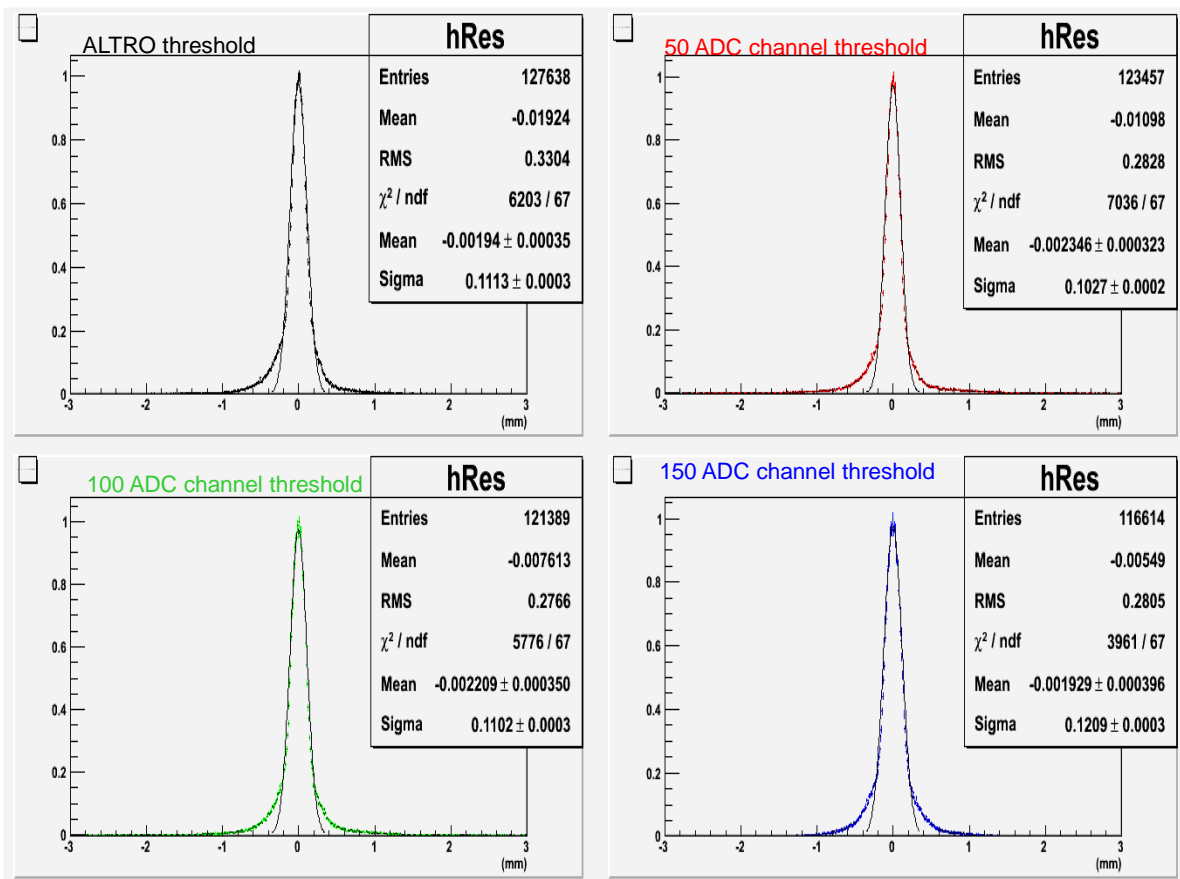 ALTRO threshold
hRes
Entries 127638
Mean -0.01924
RMS 0.3304
χ² / ndf 6203 / 67
Mean -0.00194 ± 0.00035
Sigma 0.1113 ± 0.0003
1
0.8
0.6
0.4
0.2
0
-3 -2 -1 0 1 2 3
(mm)
50 ADC channel threshold
hRes
Entries 123457
Mean -0.01098
RMS 0.2828
χ² / ndf 7036 / 67
Mean -0.002346 ± 0.000323
Sigma 0.1027 ± 0.0002
1
0.8
0.6
0.4
0.2
0
-3 -2 -1 0 1 2 3
(mm)
100 ADC channel threshold
hRes
Entries 121389
Mean -0.007613
RMS 0.2766
χ² / ndf 5776 / 67
Mean -0.002209 ± 0.000350
Sigma 0.1102 ± 0.0003
1
0.8
0.6
0.4
0.2
0
-3 -2 -1 0 1 2 3
(mm)
150 ADC channel threshold
hRes
Entries 116614
Mean -0.00549
RMS 0.2805
χ² / ndf 3961 / 67
Mean -0.001929 ± 0.000396
Sigma 0.1209 ± 0.0003
1
0.8
0.6
0.4
0.2
0
-3 -2 -1 0 1 2 3
(mm)